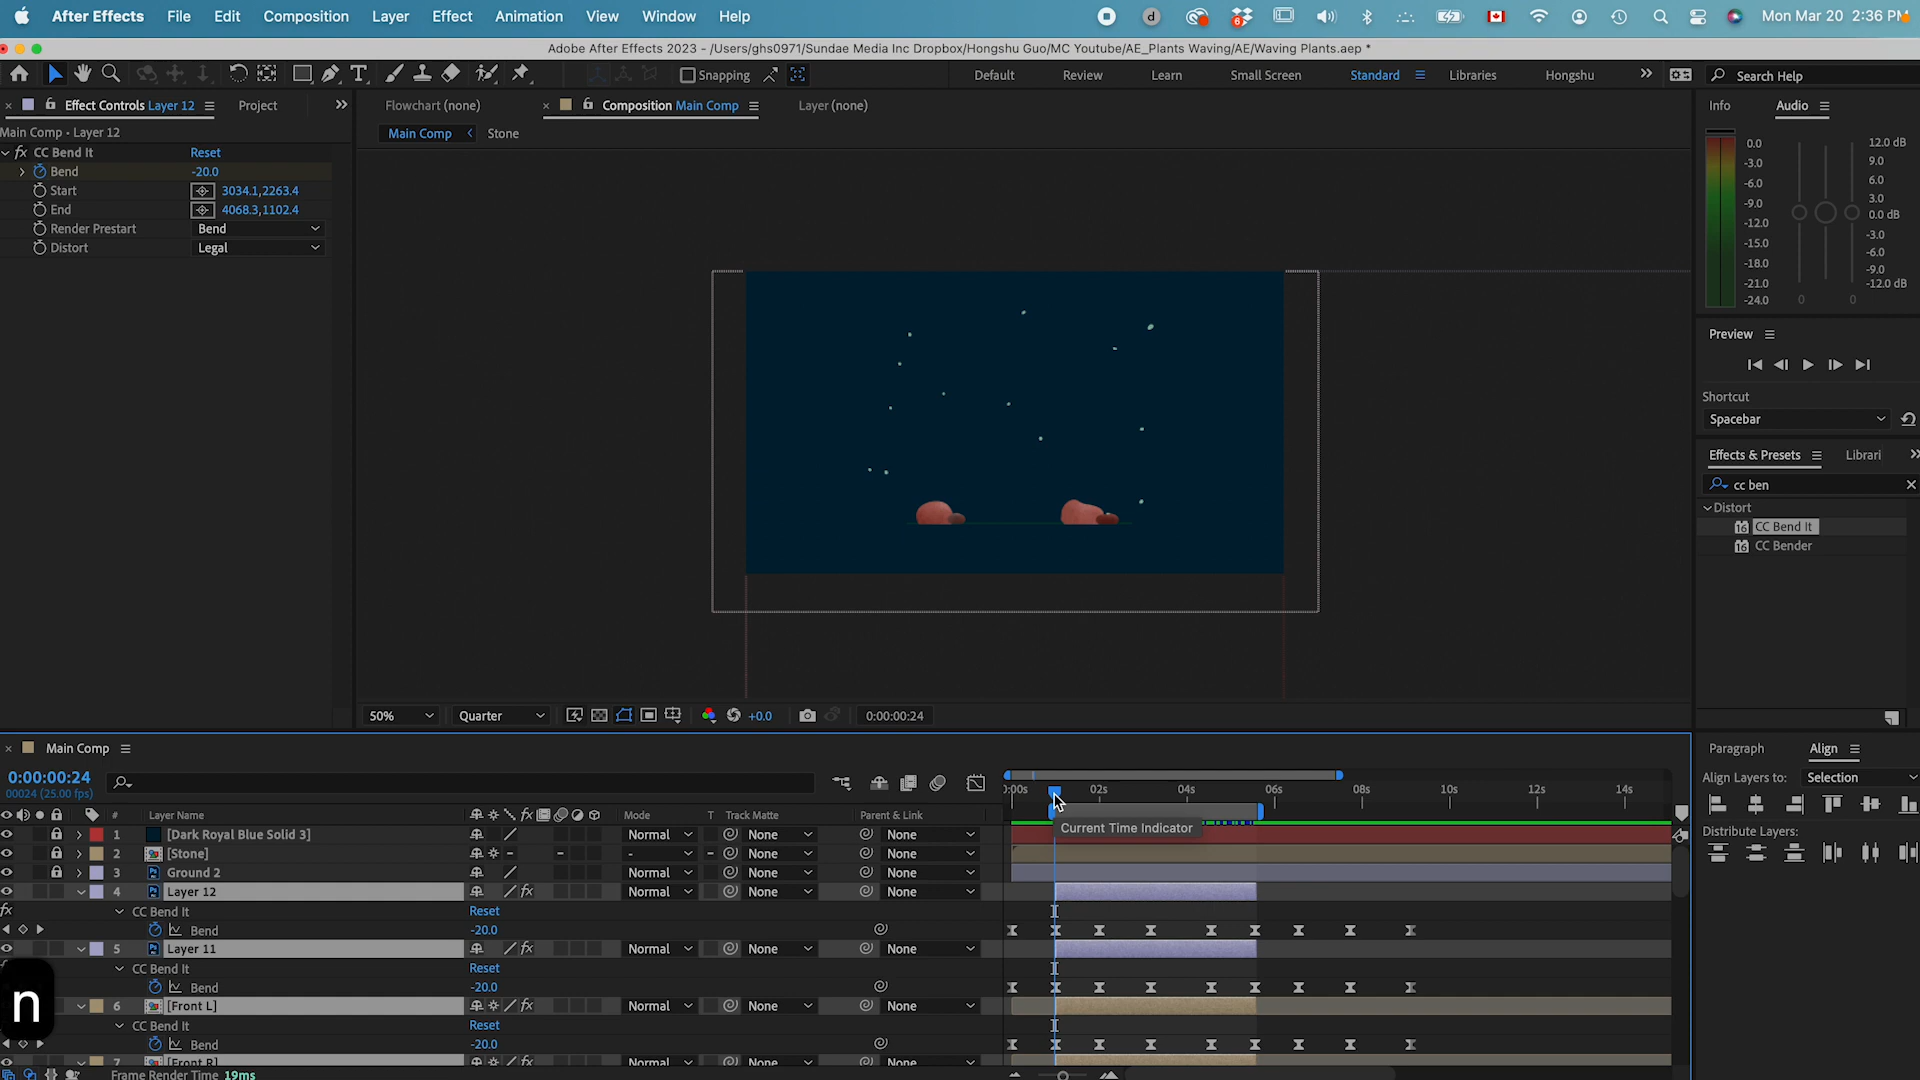 After Effects File Edit Composition Layer Effect Animation View Window Help Mon Mar 20 2:36 PM
Adobe After Effects 2023 - /Users/ghs0971/Sundae Media Inc Dropbox/Hongshu Guo/MC Youtube/AE_Plants Waving/AE/Waving Plants.aep *
Snapping Default Review Learn Small Screen Standard Libraries Hongshu Search Help
Effect Controls Layer 12 Project Flowchart (none) Composition Main Comp Layer (none) Info Audio
Main Comp • Layer 12
Main Comp Stone
CC Bend It Reset
Bend -20.0
Start 3034.1,2263.4
End 4068.3,1102.4
Render Prestart Bend
Distort Legal
0.0
-3.0
-6.0
-9.0
-12.0
-15.0
-18.0
-21.0
-24.0
12.0 dB
9.0
6.0
3.0
0.0 dB
-3.0
-6.0
-9.0
-12.0 dB
0 0
Preview
Shortcut
Spacebar
Effects & Presets Librari
cc ben
Distort
16 CC Bend It
16 CC Bender
50% Quarter +0.0 0:00:00:24
Main Comp
0:00:00:24
00024 (25.00 fps)
# Layer Name Mode T Track Matte Parent & Link
0:00s 02s 04s 06s 08s 10s 12s 14s
Current Time Indicator
1 [Dark Royal Blue Solid 3] Normal None None
2 [Stone] - None None
3 Ground 2 Normal None None
4 Layer 12 Normal None None
CC Bend It Reset
Bend -20.0
5 Layer 11 Normal None None
CC Bend It Reset
Bend -20.0
6 [Front L] Normal None None
CC Bend It Reset
Bend -20.0
7 [Front R] Normal None None
Frame Render Time 19ms
n
Paragraph Align
Align Layers to: Selection
Distribute Layers: